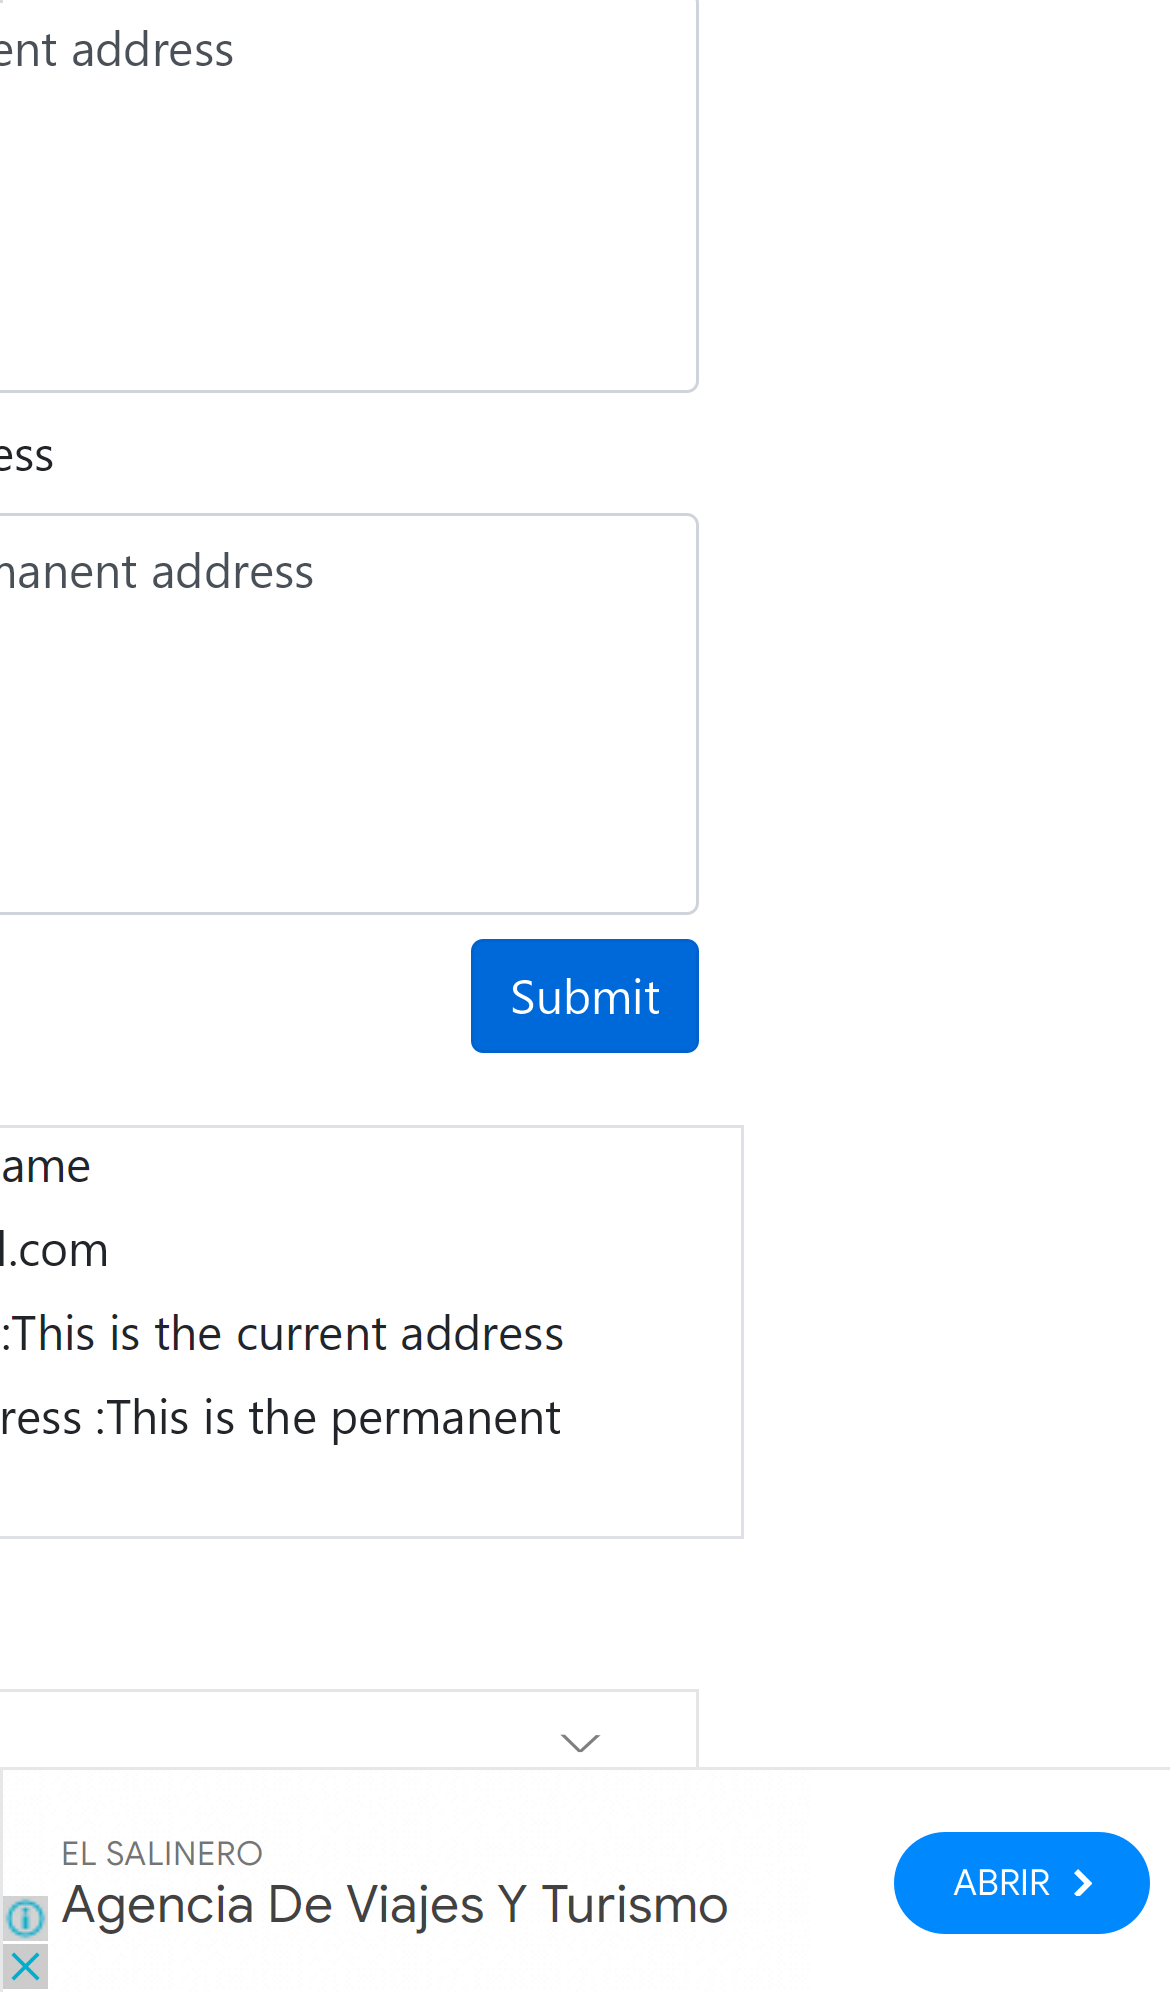 ent address
ess
manent address
Submit
ame
l.com
:This is the current address
ress :This is the permanent
EL SALINERO
Agencia De Viajes Y Turismo
ABRIR